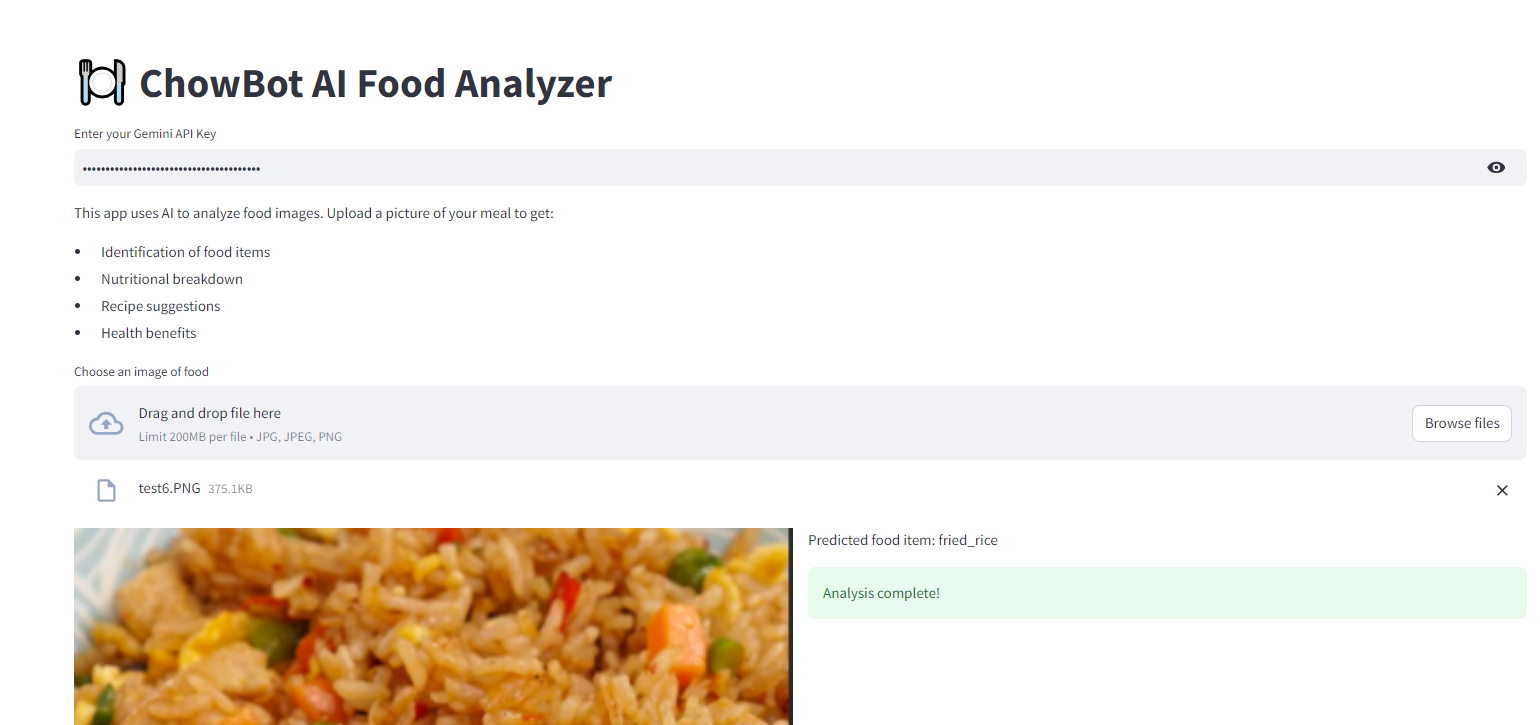 ChowBot AI Food Analyzer
Enter your Gemini API Key
••••••••••••••••••••••••••••••••••••••
This app uses AI to analyze food images. Upload a picture of your meal to get:
• Identification of food items
• Nutritional breakdown
• Recipe suggestions
• Health benefits
Choose an image of food
Drag and drop file here
Limit 200MB per file • JPG, JPEG, PNG
Browse files
test6.PNG 375.1KB
Predicted food item: fried_rice
Analysis complete!